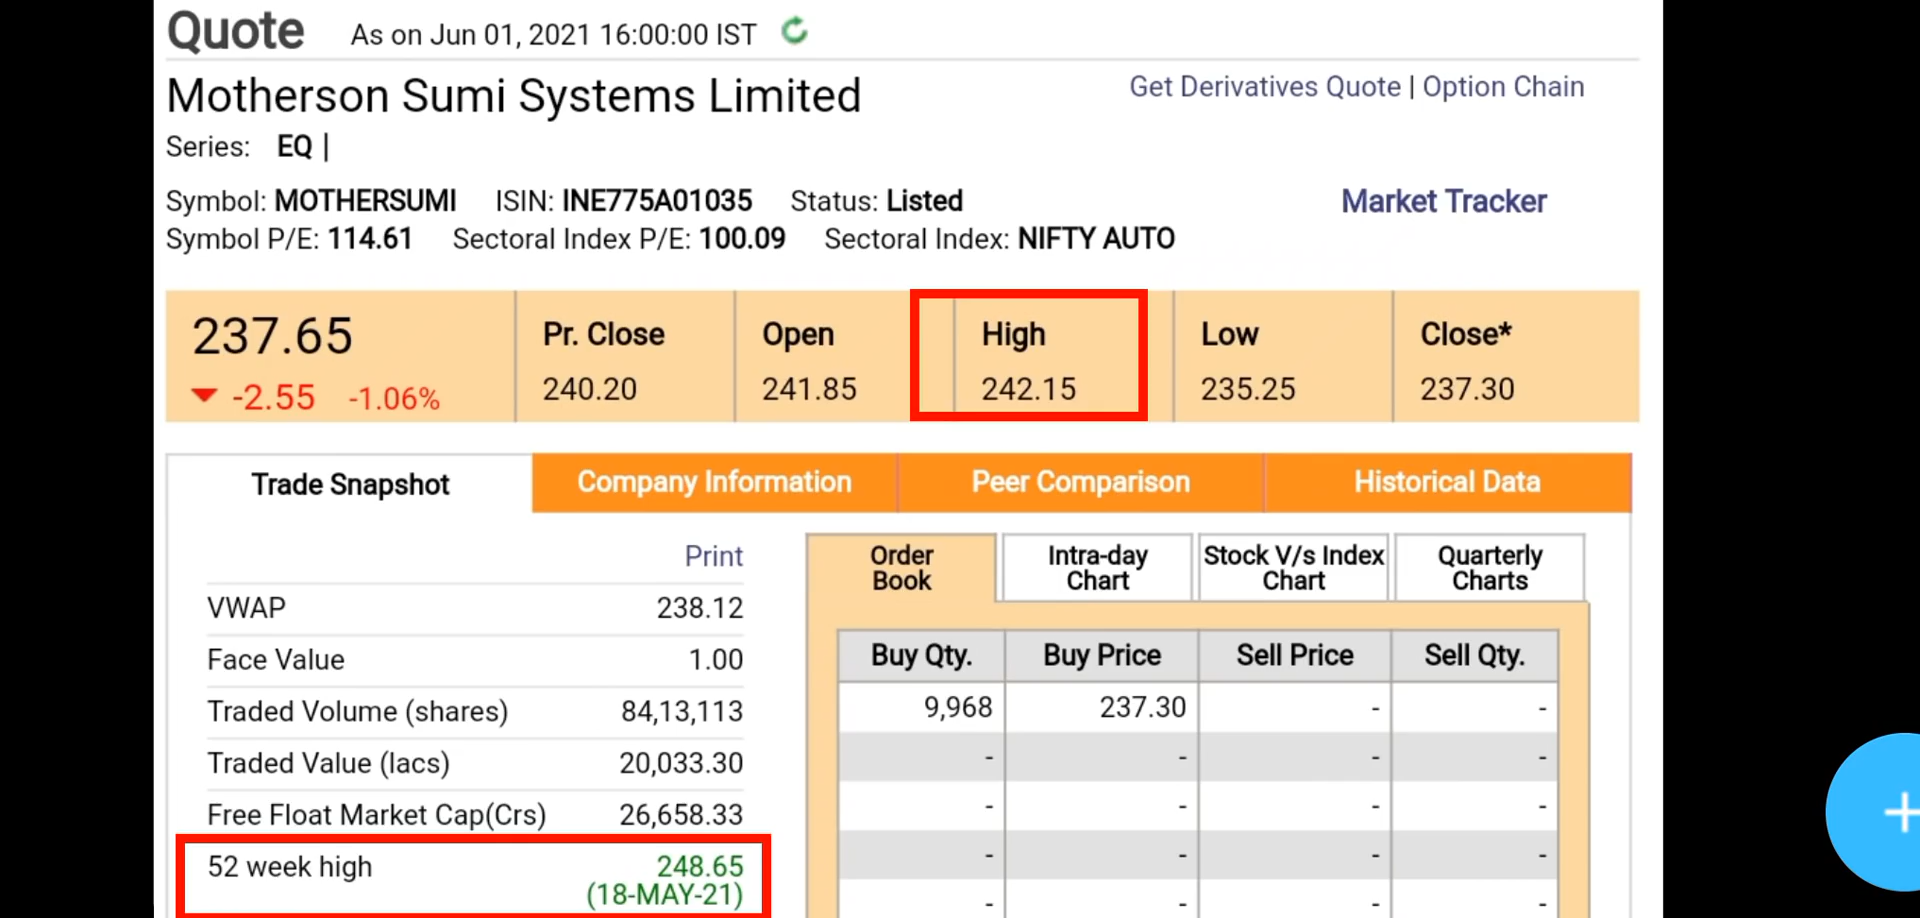 Quote As on Jun 01, 2021 16:00:00 IST
Motherson Sumi Systems Limited
Get Derivatives Quote | Option Chain
Series: EQ |
Symbol: MOTHERSUMI ISIN: INE775A01035 Status: Listed
Market Tracker
Symbol P/E: 114.61 Sectoral Index P/E: 100.09 Sectoral Index: NIFTY AUTO
237.65
-2.55 -1.06%
Pr. Close
240.20
Open
241.85
High
242.15
Low
235.25
Close*
237.30
Trade Snapshot Company Information Peer Comparison Historical Data
Print
VWAP 238.12
Face Value 1.00
Traded Volume (shares) 84,13,113
Traded Value (lacs) 20,033.30
Free Float Market Cap(Crs) 26,658.33
52 week high 248.65
(18-MAY-21)
Order
Book
Intra-day
Chart
Stock V/s Index
Chart
Quarterly
Charts
Buy Qty. Buy Price Sell Price Sell Qty.
9,968 237.30 - -
- - - -
- - - -
- - - -
- - - -
+